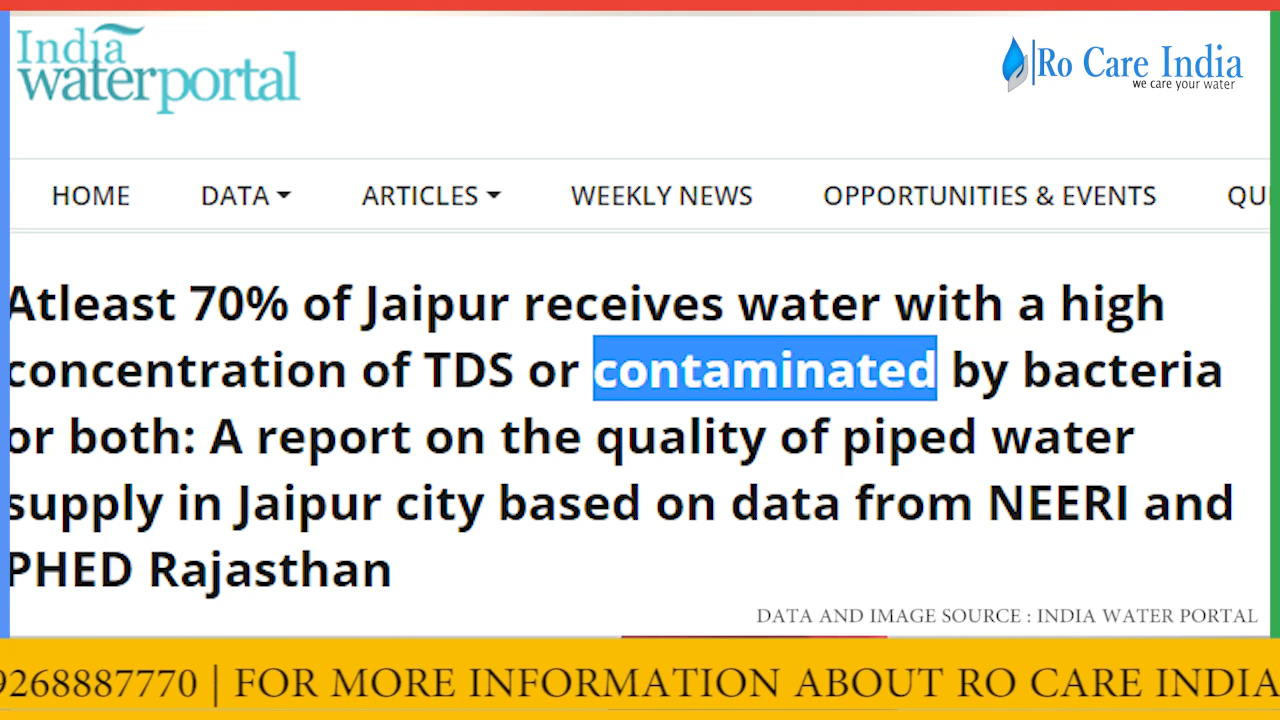 India
waterportal
Ro Care India
we care your water
HOME DATA ARTICLES WEEKLY NEWS OPPORTUNITIES & EVENTS QU
Atleast 70% of Jaipur receives water with a high
concentration of TDS or contaminated by bacteria
or both: A report on the quality of piped water
supply in Jaipur city based on data from NEERI and
PHED Rajasthan
DATA AND IMAGE SOURCE : INDIA WATER PORTAL
9268887770 | FOR MORE INFORMATION ABOUT RO CARE INDIA